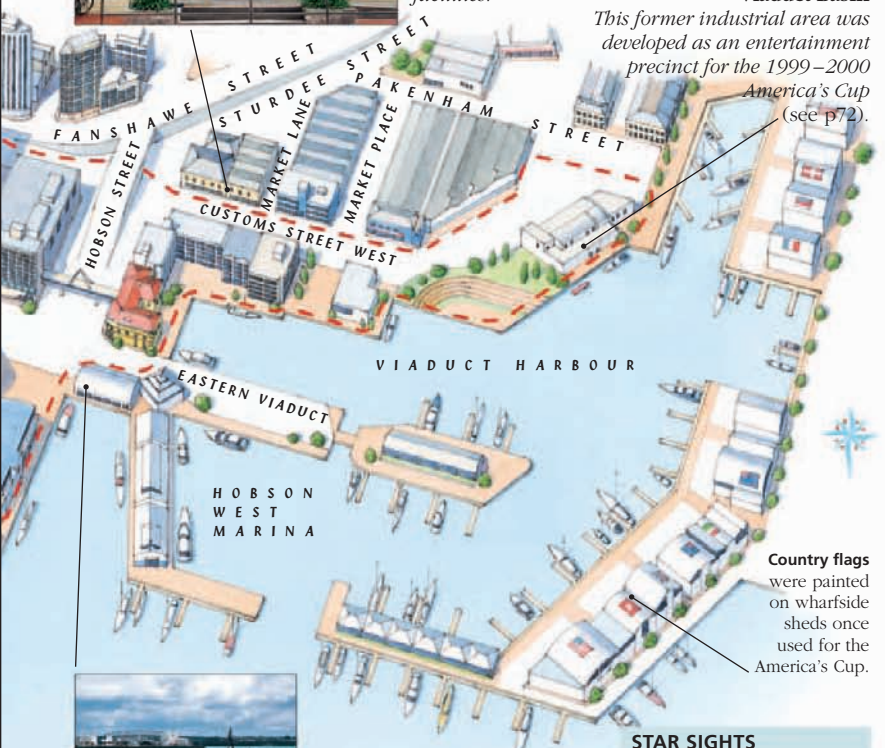 facilities.
This former industrial area was
developed as an entertainment
precinct for the 1999–2000
America's Cup
(see p72).
FANSHAWE STREET
STURDEE STREET
PAKENHAM STREET
HOBSON STREET
MARKET LANE
MARKET PLACE
CUSTOMS STREET WEST
VIADUCT HARBOUR
EASTERN VIADUCT
HOBSON
WEST
MARINA
Country flags
were painted
on wharfside
sheds once
used for the
America's Cup.
STAR SIGHTS